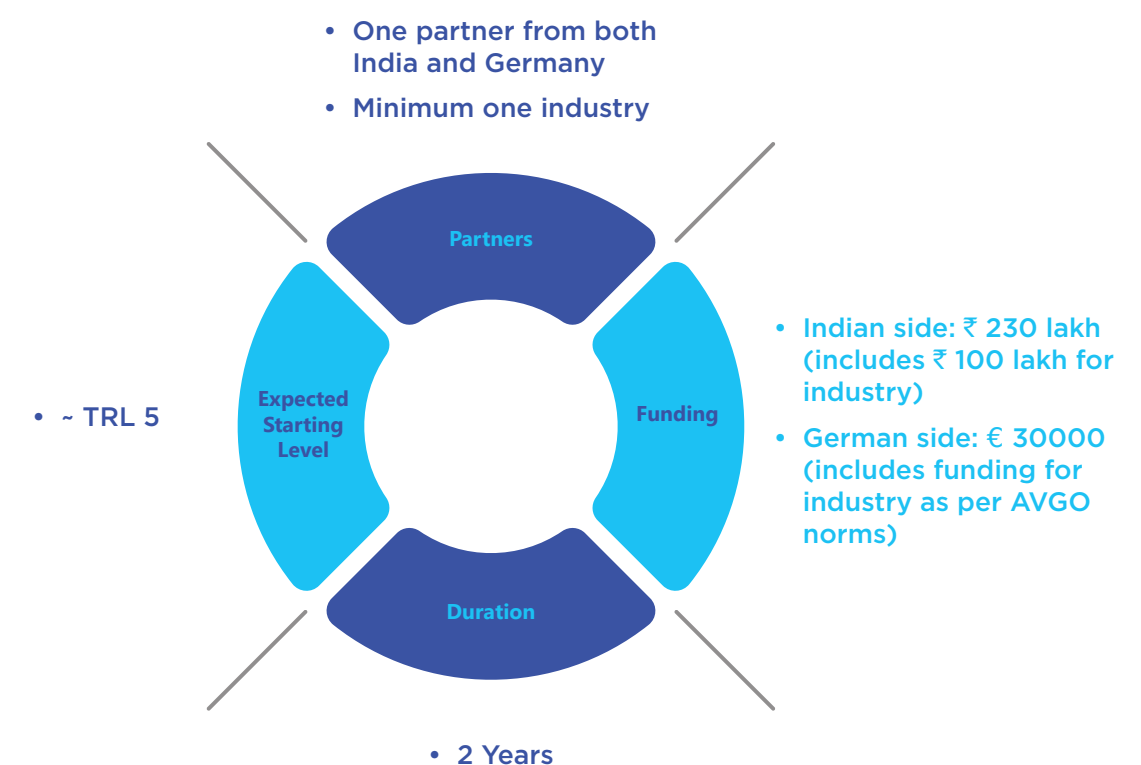 • One partner from both
India and Germany
• Minimum one industry
Partners
• ~ TRL 5
Expected
Starting
Level
Funding
• Indian side: ₹ 230 lakh
(includes ₹ 100 lakh for
industry)
• German side: € 30000
(includes funding for
industry as per AVGO
norms)
Duration
• 2 Years